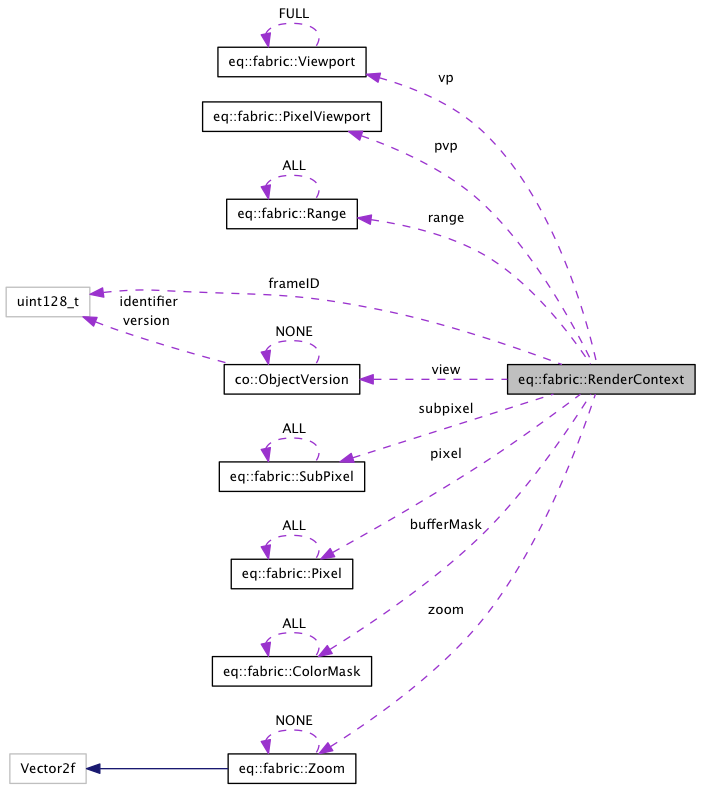 FULL
eq::fabric::Viewport
vp
eq::fabric::PixelViewport
pvp
ALL
eq::fabric::Range
range
frameID
uint128_t
identifier
version
NONE
co::ObjectVersion
view
eq::fabric::RenderContext
subpixel
ALL
eq::fabric::SubPixel
pixel
ALL
eq::fabric::Pixel
bufferMask
ALL
eq::fabric::ColorMask
zoom
NONE
Vector2f
eq::fabric::Zoom